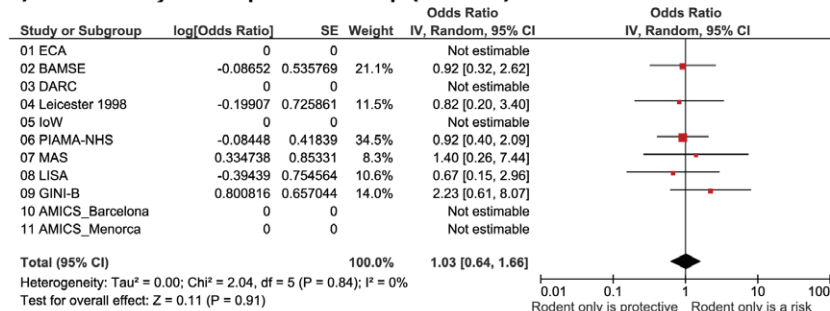 Odds Ratio Odds Ratio
Study or Subgroup log[Odds Ratio] SE Weight IV, Random, 95% CI IV, Random, 95% CI
01 ECA 0 0 Not estimable
02 BAMSE -0.08652 0.535769 21.1% 0.92 [0.32, 2.62]
03 DARC 0 0 Not estimable
04 Leicester 1998 -0.19907 0.725861 11.5% 0.82 [0.20, 3.40]
05 IoW 0 0 Not estimable
06 PIAMA-NHS -0.08448 0.41839 34.5% 0.92 [0.40, 2.09]
07 MAS 0.334738 0.85331 8.3% 1.40 [0.26, 7.44]
08 LISA -0.39439 0.754564 10.6% 0.67 [0.15, 2.96]
09 GINI-B 0.800816 0.657044 14.0% 2.23 [0.61, 8.07]
10 AMICS_Barcelona 0 0 Not estimable
11 AMICS_Menorca 0 0 Not estimable
Total (95% CI) 100.0% 1.03 [0.64, 1.66]
Heterogeneity: Tau² = 0.00; Chi² = 2.04, df = 5 (P = 0.84); I² = 0%
Test for overall effect: Z = 0.11 (P = 0.91)
0.01 0.1 1 10 100
Rodent only is protective Rodent only is a risk